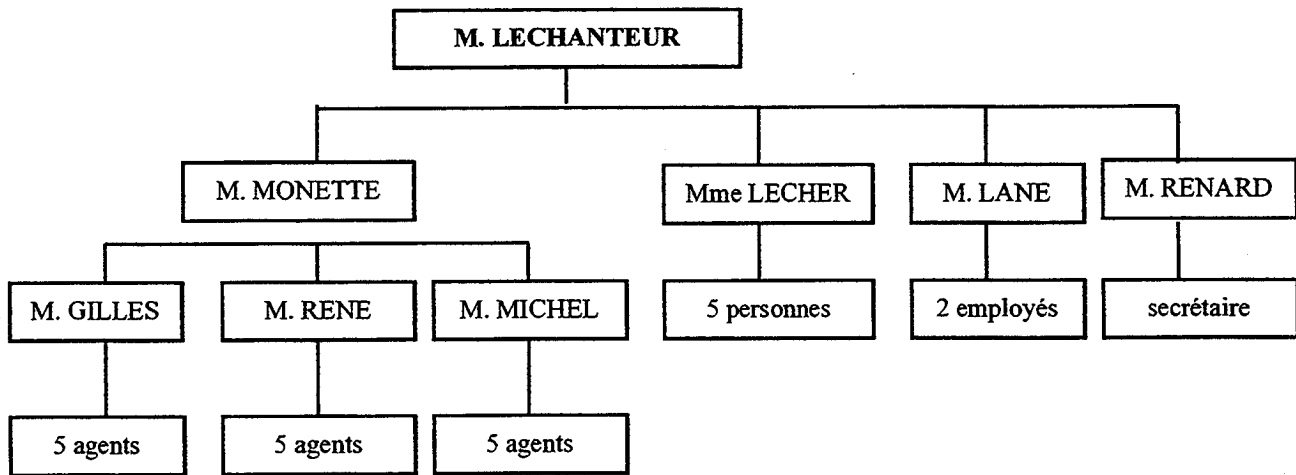 M. LECHANTEUR
M. MONETTE
Mme LECHER
M. LANE
M. RENARD
M. GILLES
M. RENE
M. MICHEL
5 personnes
2 employés
secrétaire
5 agents
5 agents
5 agents